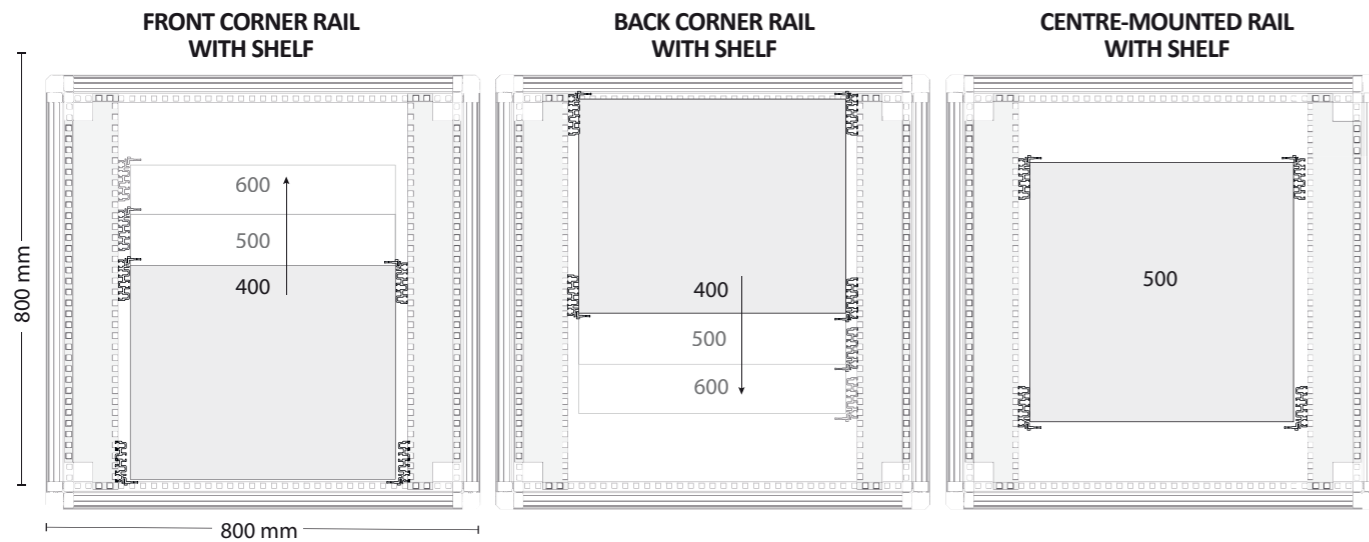 FRONT CORNER RAIL
WITH SHELF
BACK CORNER RAIL
WITH SHELF
CENTRE-MOUNTED RAIL
WITH SHELF
800 mm
600
500
400
400
500
600
500
800 mm